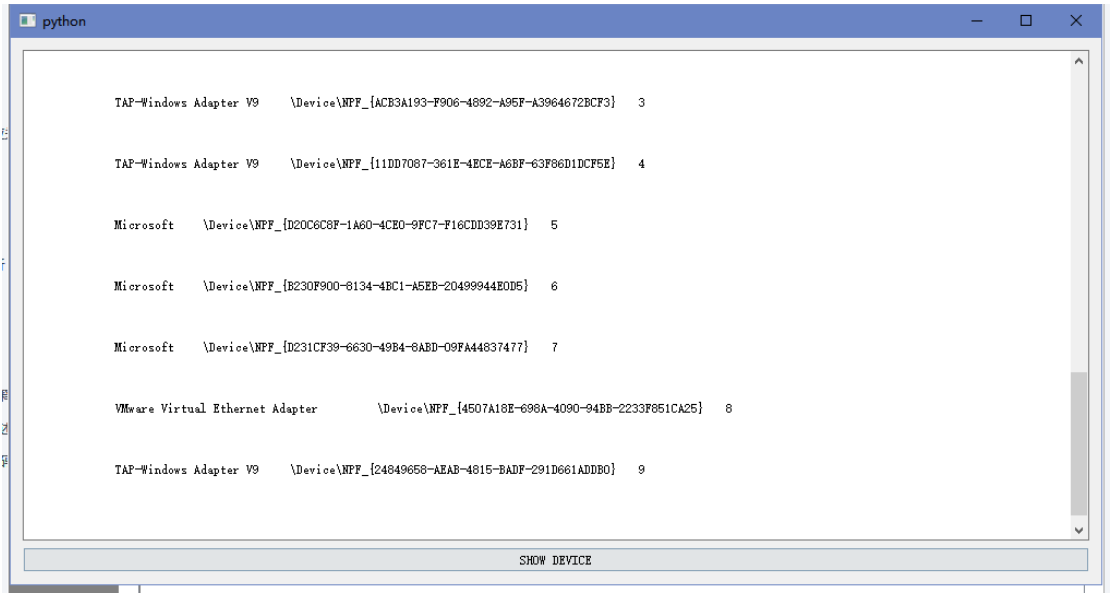 python
TAP-Windows Adapter V9 \Device\NPF_{ACB3A193-F906-4892-A95F-A3964672BCF3} 3
TAP-Windows Adapter V9 \Device\NPF_{11DD7087-361E-4ECE-A6BF-63F86D1DCF5E} 4
Microsoft \Device\NPF_{D20C6C8F-1A60-4CE0-9FC7-F16CDD39E731} 5
Microsoft \Device\NPF_{B230F900-8134-4BC1-A5EB-20499944E0D5} 6
Microsoft \Device\NPF_{D231CF39-6630-49B4-8ABD-09FA44837477} 7
VMware Virtual Ethernet Adapter \Device\NPF_{4507A18E-698A-4090-94BB-2233F851CA25} 8
TAP-Windows Adapter V9 \Device\NPF_{24849658-AEAB-4815-BADF-291D661ADDB0} 9
SHOW DEVICE